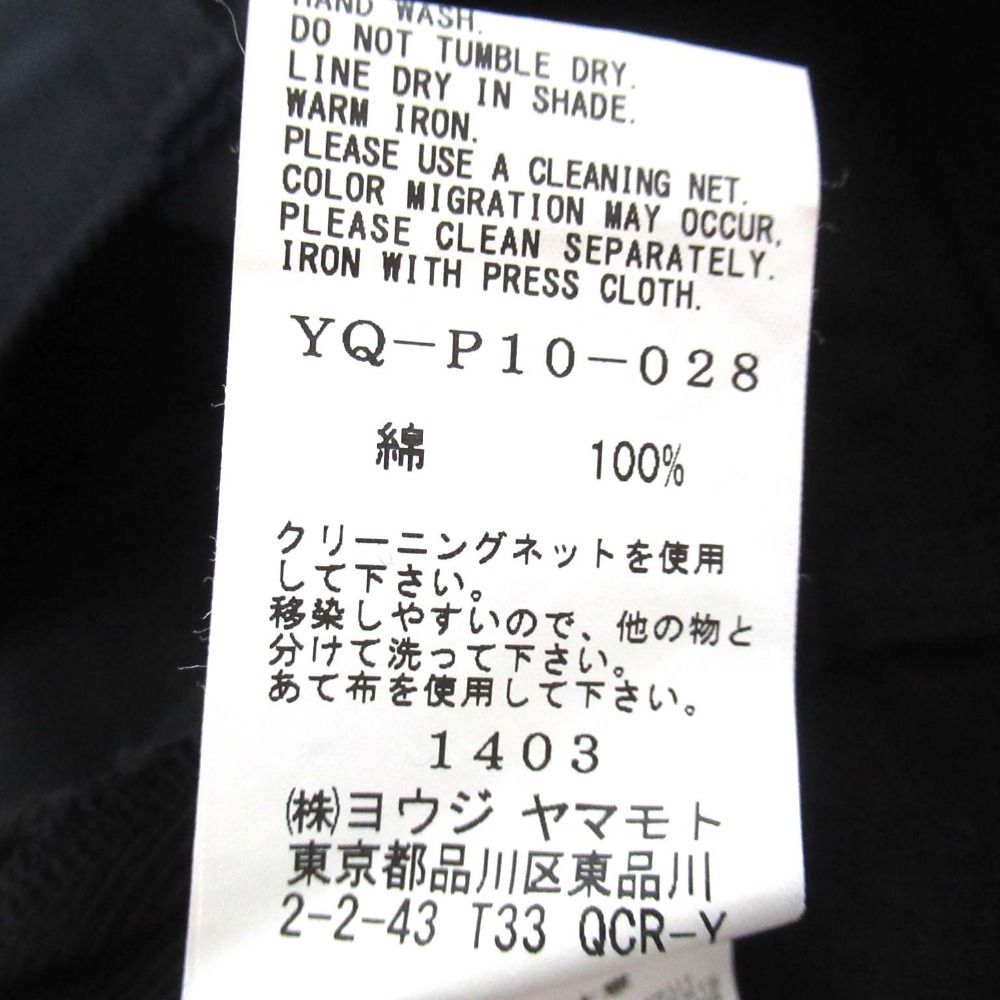 HAND WASH.
DO NOT TUMBLE DRY.
LINE DRY IN SHADE.
WARM IRON.
PLEASE USE A CLEANING NET.
COLOR MIGRATION MAY OCCUR,
PLEASE CLEAN SEPARATELY.
IRON WITH PRESS CLOTH.
YQ-P10-028
綿 100%
クリーニングネットを使用
して下さい。
移染しやすいので、他の物と
分けて洗って下さい。
あて布を使用して下さい。
1403
㈱ヨウジ ヤマモト
東京都品川区東品川
2-2-43 T33 QCR-Y